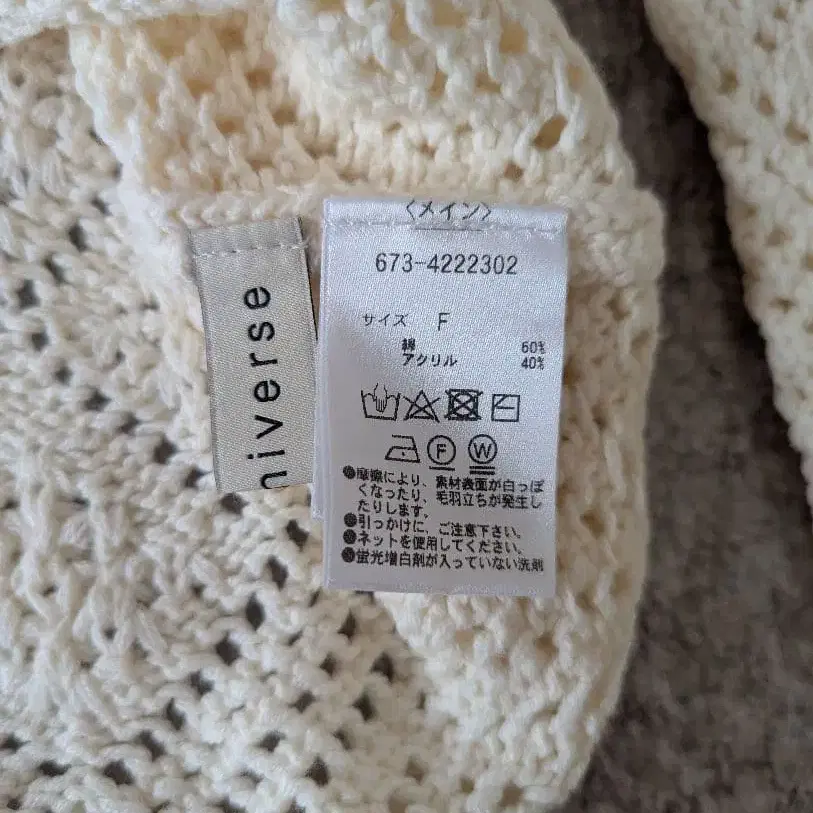 niverse
〈メイン〉
673-4222302
サイズ F
綿 60%
アクリル 40%
F W
●摩擦により、素材表面が白っぽ
くなったり、毛羽立ちが発生し
たりします。
●引っかけに、ご注意下さい。
●ネットを使用してください。
●蛍光増白剤が入っていない洗剤